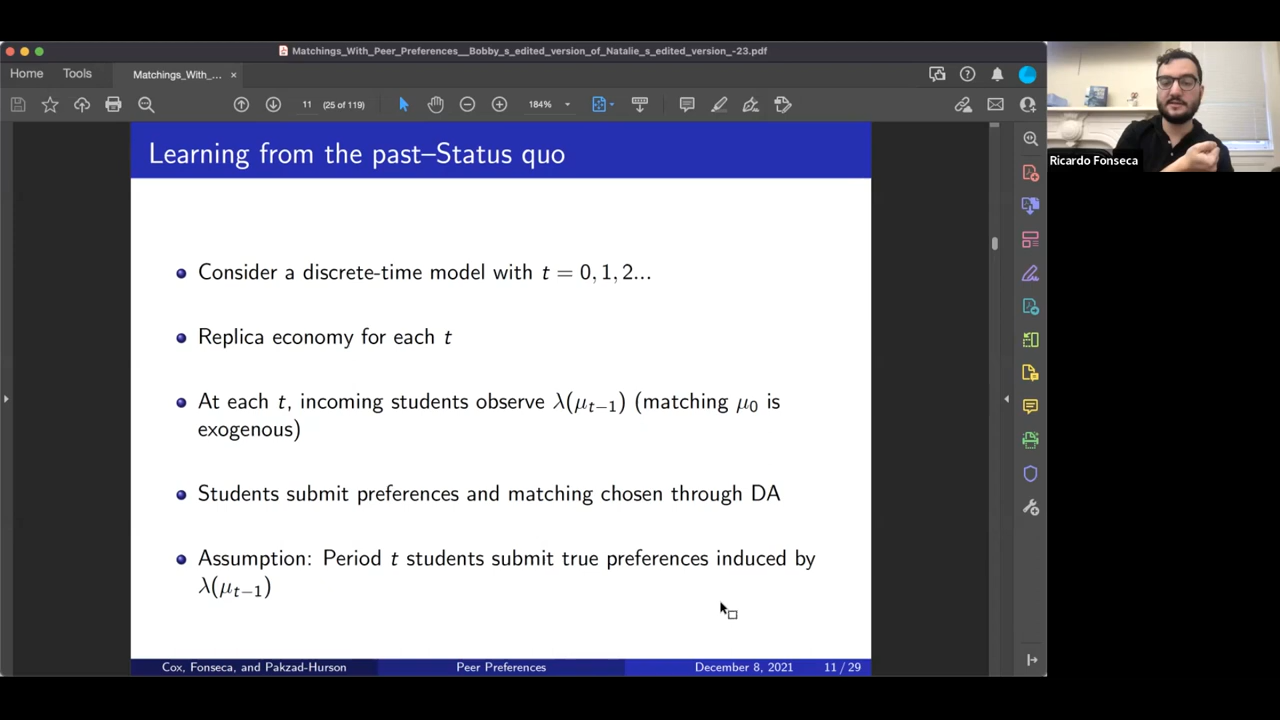 Matchings_With_Peer_Preferences__Bobby_s_edited_version_of_Natalie_s_edited_version_-23.pdf
Home Tools Matchings_With_... ×
11 (25 of 119) 184%
Learning from the past–Status quo
Consider a discrete-time model with t = 0, 1, 2...
Replica economy for each t
At each t, incoming students observe λ(μₜ₋₁) (matching μ₀ is
exogenous)
Students submit preferences and matching chosen through DA
Assumption: Period t students submit true preferences induced by
λ(μₜ₋₁)
Cox, Fonseca, and Pakzad-Hurson Peer Preferences December 8, 2021 11 / 29
Ricardo Fonseca